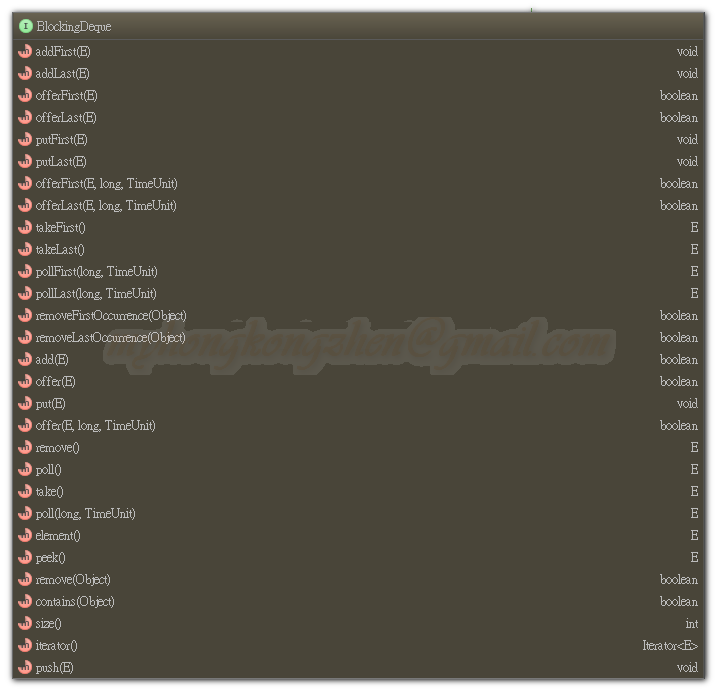 BlockingDeque
addFirst(E) void
addLast(E) void
offerFirst(E) boolean
offerLast(E) boolean
putFirst(E) void
putLast(E) void
offerFirst(E, long, TimeUnit) boolean
offerLast(E, long, TimeUnit) boolean
takeFirst() E
takeLast() E
pollFirst(long, TimeUnit) E
pollLast(long, TimeUnit) E
removeFirstOccurrence(Object) boolean
removeLastOccurrence(Object) boolean
add(E) boolean
offer(E) boolean
put(E) void
offer(E, long, TimeUnit) boolean
remove() E
poll() E
take() E
poll(long, TimeUnit) E
element() E
peek() E
remove(Object) boolean
contains(Object) boolean
size() int
iterator() Iterator<E>
push(E) void